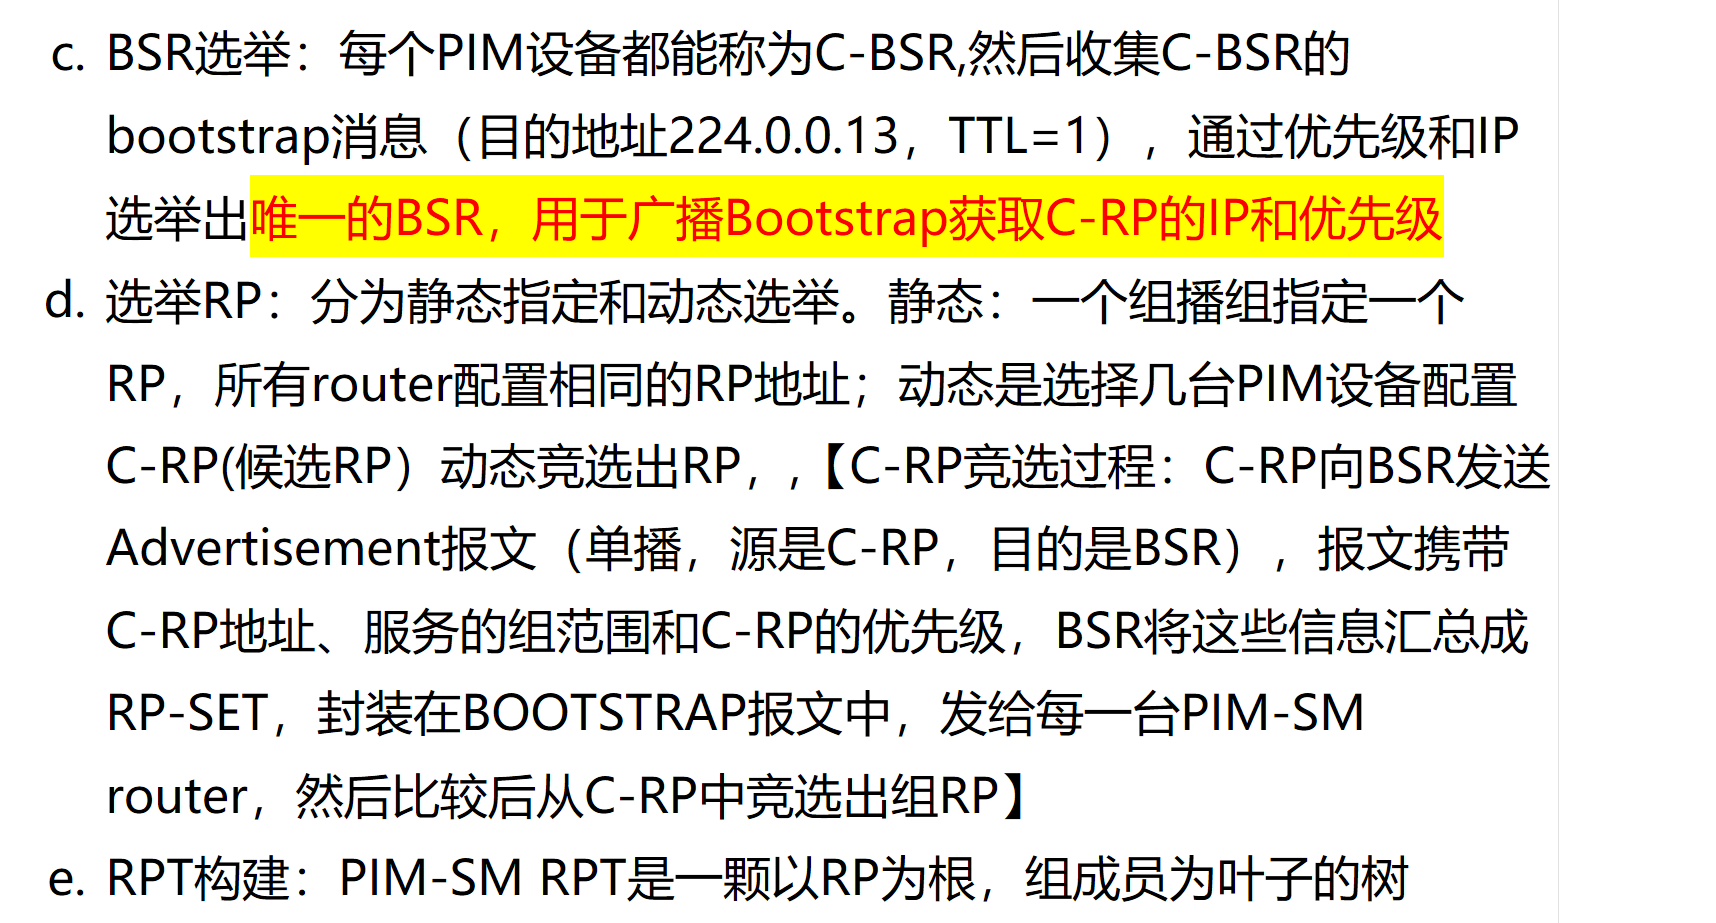 c. BSR选举：每个PIM设备都能称为C-BSR,然后收集C-BSR的
bootstrap消息（目的地址224.0.0.13，TTL=1），通过优先级和IP
选举出唯一的BSR，用于广播Bootstrap获取C-RP的IP和优先级
d. 选举RP：分为静态指定和动态选举。静态：一个组播组指定一个
RP，所有router配置相同的RP地址；动态是选择几台PIM设备配置
C-RP(候选RP）动态竞选出RP，,【C-RP竞选过程：C-RP向BSR发送
Advertisement报文（单播，源是C-RP，目的是BSR），报文携带
C-RP地址、服务的组范围和C-RP的优先级，BSR将这些信息汇总成
RP-SET，封装在BOOTSTRAP报文中，发给每一台PIM-SM
router，然后比较后从C-RP中竞选出组RP】
e. RPT构建：PIM-SM RPT是一颗以RP为根，组成员为叶子的树